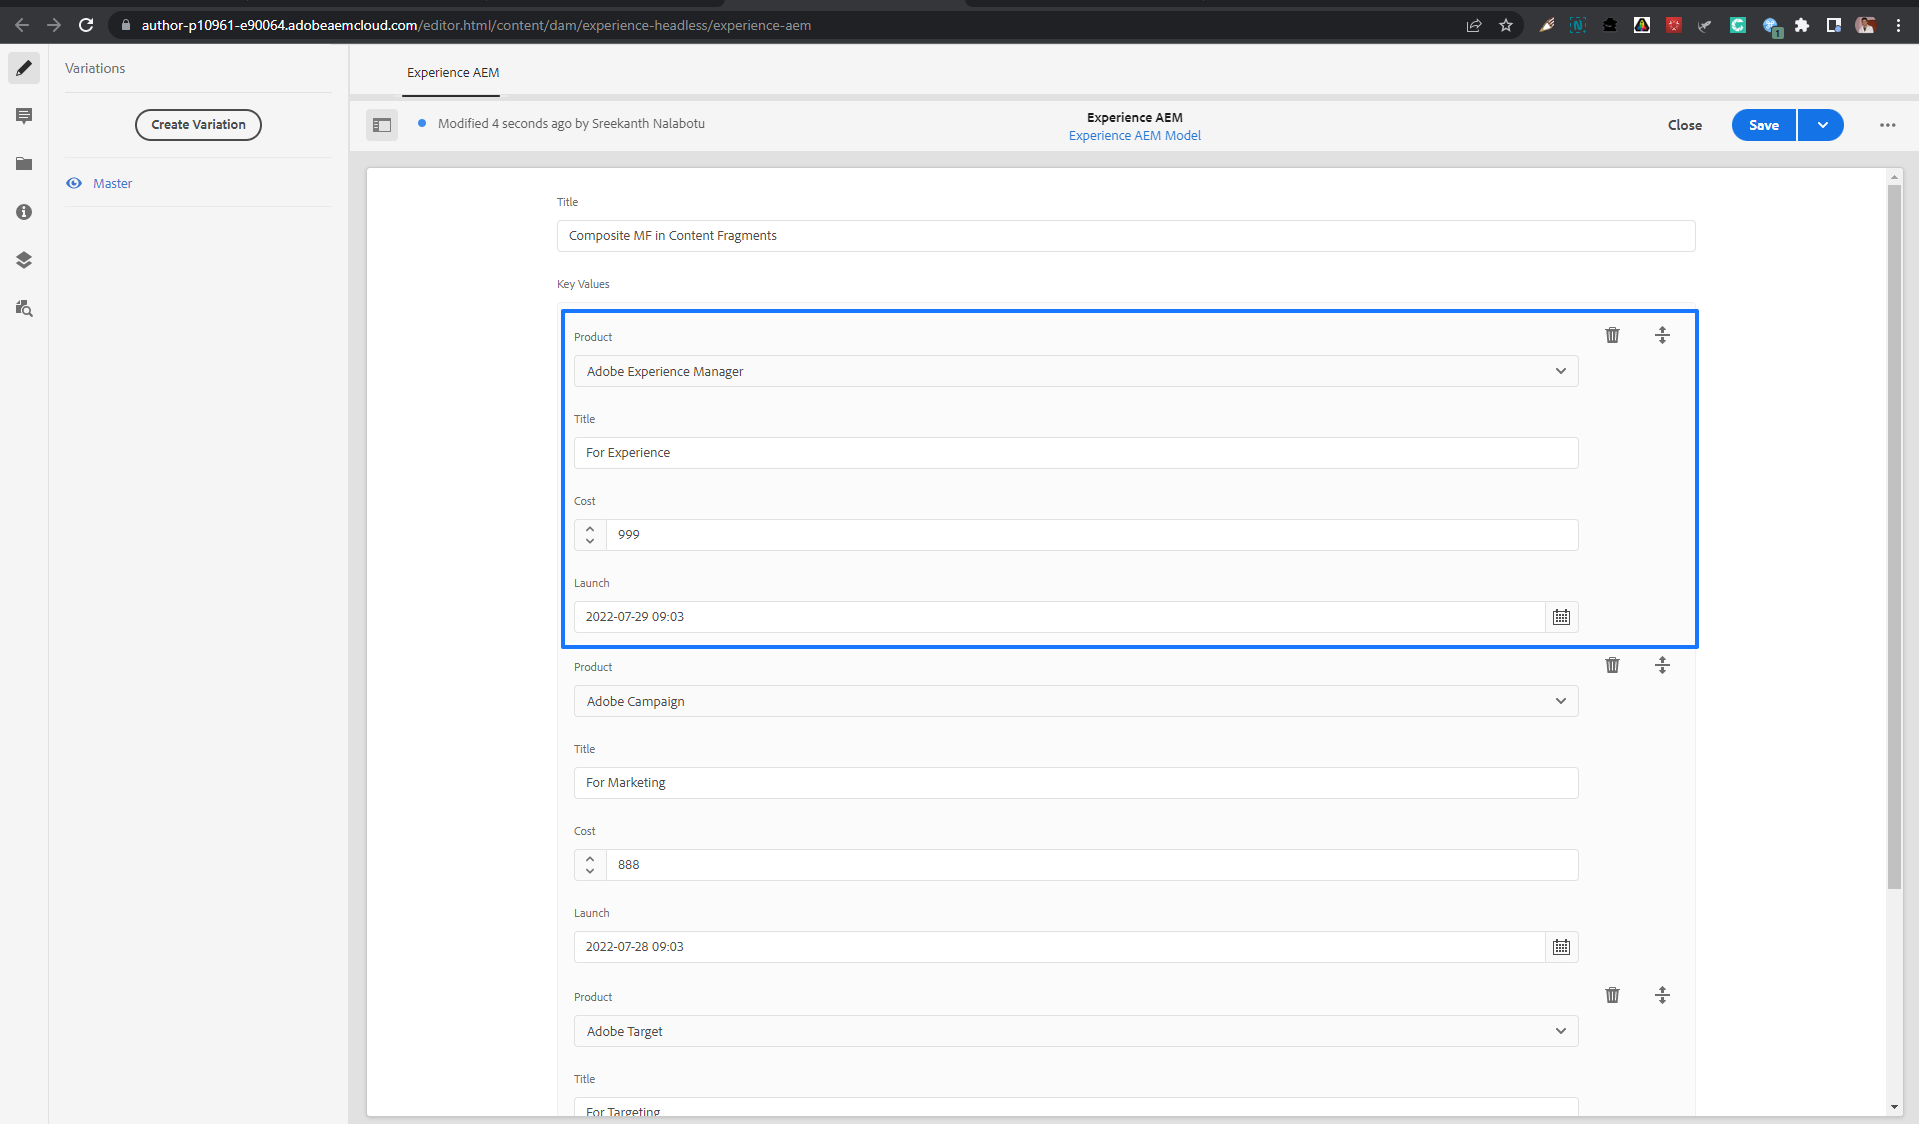 author-p10961-e90064.adobeaemcloud.com/editor.html/content/dam/experience-headless/experience-aem
1
Variations
Create Variation
Master
Experience AEM
Modified 4 seconds ago by Sreekanth Nalabotu
Experience AEM
Experience AEM Model
Close
Save
Title
Composite MF in Content Fragments
Key Values
Product
Adobe Experience Manager
Title
For Experience
Cost
999
Launch
2022-07-29 09:03
Product
Adobe Campaign
Title
For Marketing
Cost
888
Launch
2022-07-28 09:03
Product
Adobe Target
Title
For Targeting